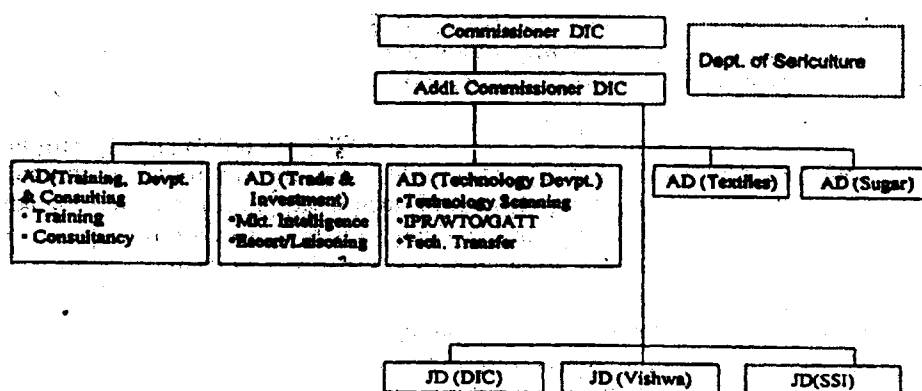 Commissioner DIC
Dept. of Sericulture
Addl. Commissioner DIC
AD(Training, Devpt.
& Consulting
• Training
• Consultancy
AD (Trade &
Investment)
•Mkt. Intelligence
•Escort/Laisoning
AD (Technology Devpt.)
•Technology Scanning
•IPR/WTO/GATT
•Tech. Transfer
AD (Textiles)
AD (Sugar)
JD (DIC)
JD (Vishwa)
JD(SSI)